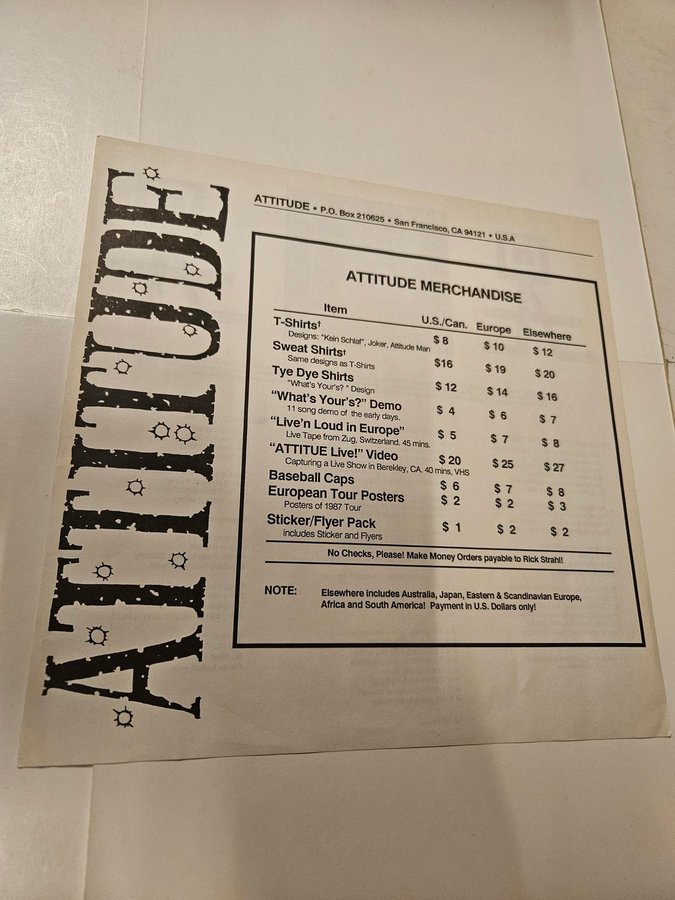 ATTITUDE
ATTITUDE • P.O. Box 210625 • San Francisco, CA 94121 • U.S.A
ATTITUDE MERCHANDISE
Item U.S./Can. Europe Elsewhere
T-Shirts† $ 8 $ 10 $ 12
Designs: "Kein Schlaf", Joker, Attitude Man
Sweat Shirts† $16 $ 19 $ 20
Same designs as T-Shirts
Tye Dye Shirts $ 12 $ 14 $ 16
"What's Your's? " Design
“What's Your's?” Demo $ 4 $ 6 $ 7
11 song demo of the early days.
“Live'n Loud in Europe” $ 5 $ 7 $ 8
Live Tape from Zug, Switzerland. 45 mins.
“ATTITUE Live!” Video $ 20 $ 25 $ 27
Capturing a Live Show in Berekley, CA. 40 mins, VHS
Baseball Caps $ 6 $ 7 $ 8
European Tour Posters $ 2 $ 2 $ 3
Posters of 1987 Tour
Sticker/Flyer Pack $ 1 $ 2 $ 2
includes Sticker and Flyers
No Checks, Please! Make Money Orders payable to Rick Strahl!
NOTE: Elsewhere includes Australia, Japan, Eastern & Scandinavian Europe,
Africa and South America! Payment in U.S. Dollars only!